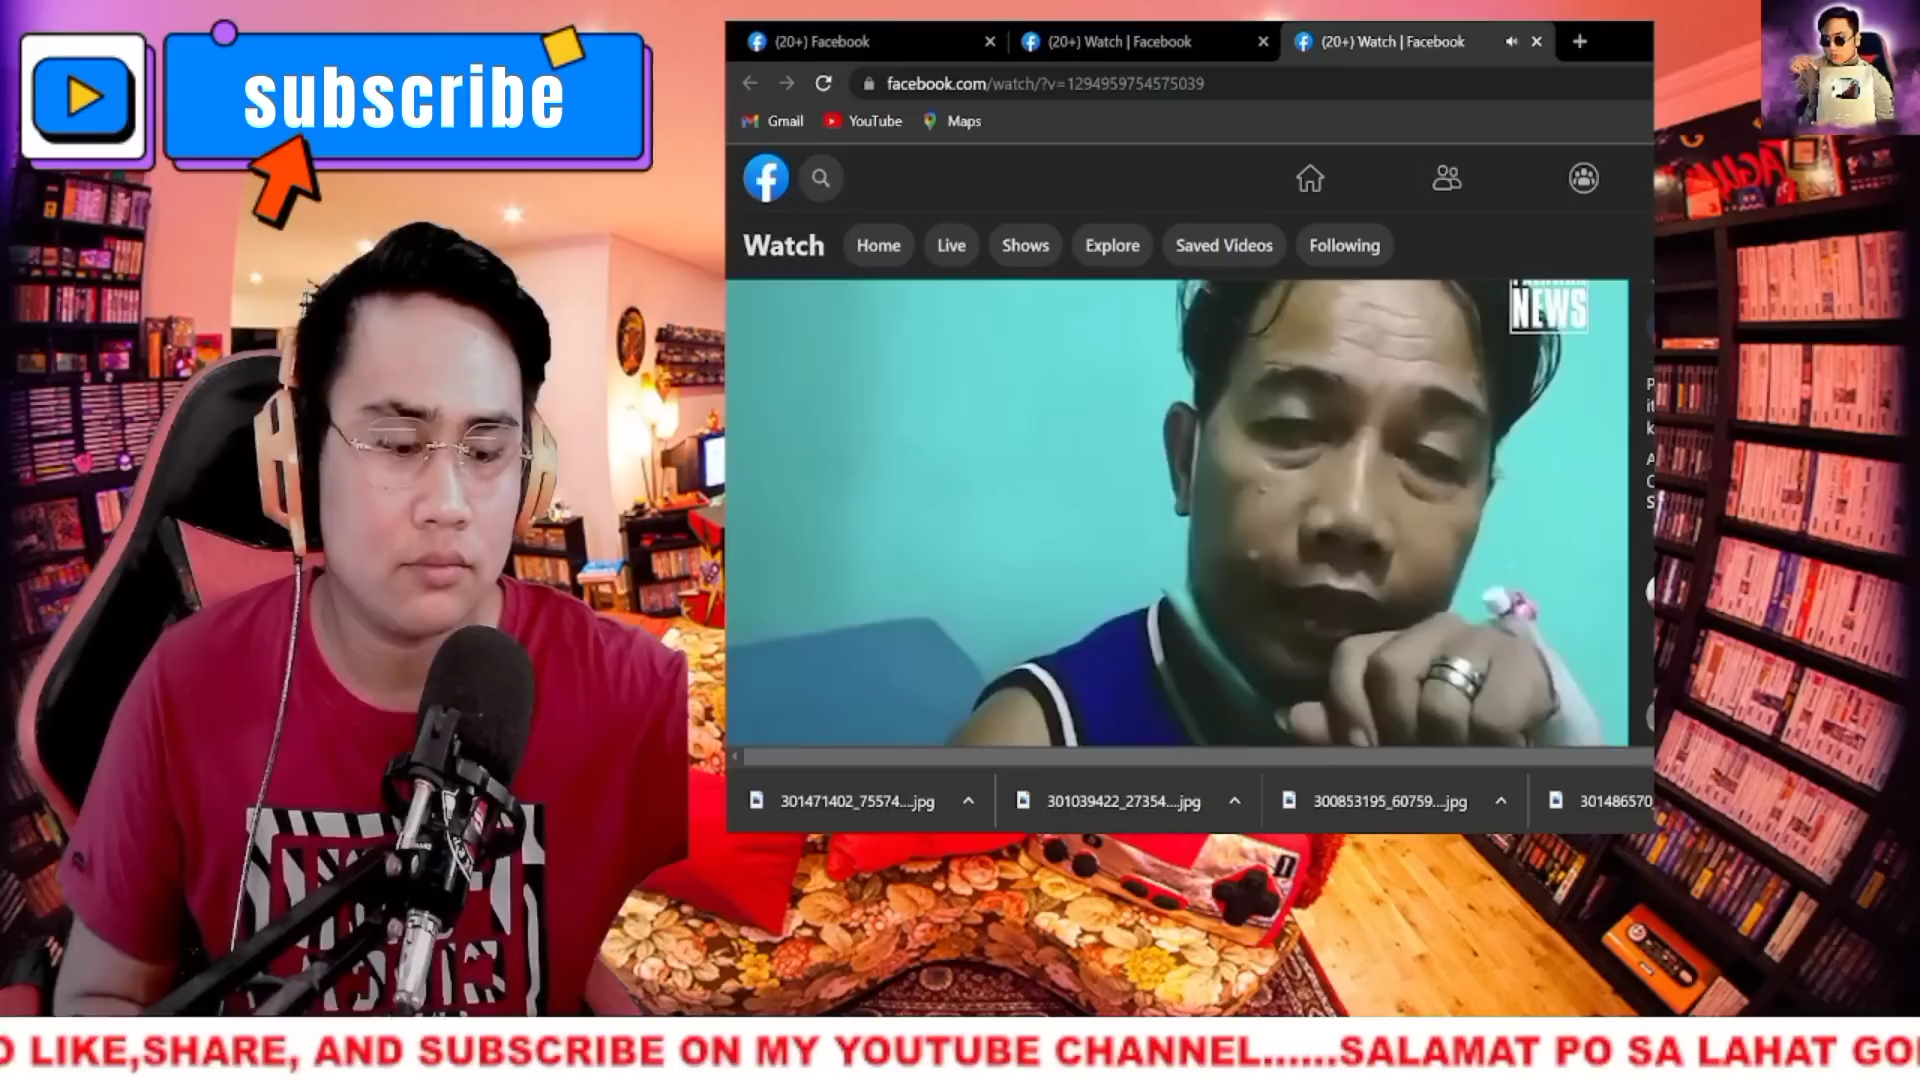 subscribe
(20+) Facebook
(20+) Watch | Facebook
(20+) Watch | Facebook
facebook.com/watch/?v=1294959754575039
Gmail
YouTube
Maps
Watch
Home
Live
Shows
Explore
Saved Videos
Following
NEWS
301471402_75574....jpg
301039422_27354....jpg
300853195_60759....jpg
301486570
LIKE,SHARE, AND SUBSCRIBE ON MY YOUTUBE CHANNEL......SALAMAT PO SA LAHAT